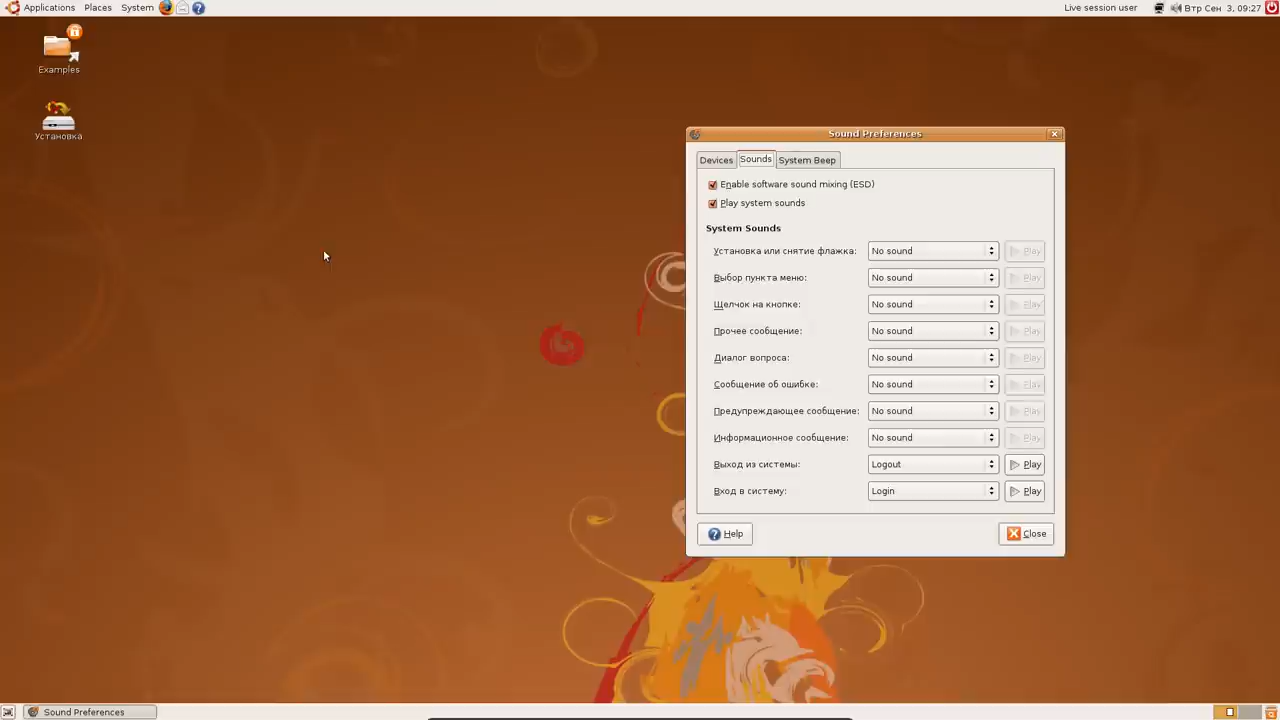 Applications Places System
Live session user
Втр Сен 3, 09:27
Examples
Установка
Sound Preferences
Devices Sounds System Beep
Enable software sound mixing (ESD)
Play system sounds
System Sounds
Установка или снятие флажка: No sound Play
Выбор пункта меню: No sound Play
Щелчок на кнопке: No sound Play
Прочее сообщение: No sound Play
Диалог вопроса: No sound Play
Сообщение об ошибке: No sound Play
Предупреждающее сообщение: No sound Play
Информационное сообщение: No sound Play
Выход из системы: Logout Play
Вход в систему: Login Play
Help Close
Sound Preferences